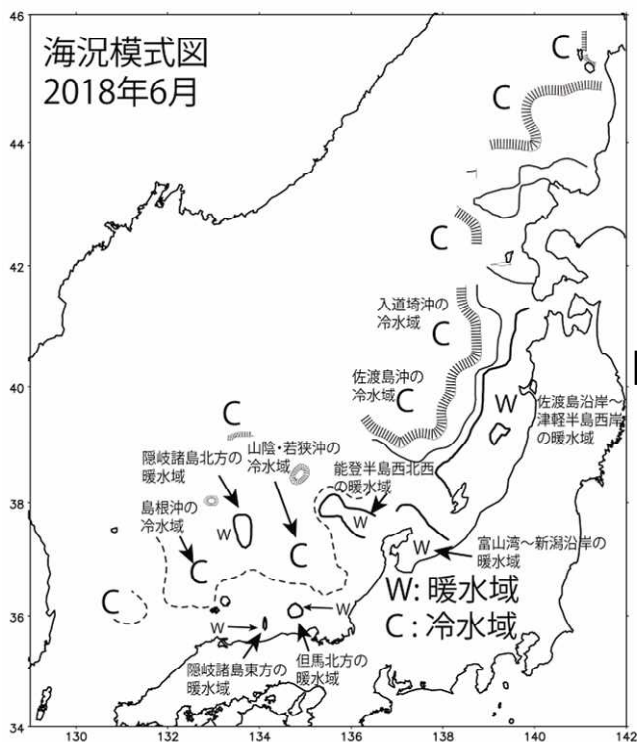 海況模式図
2018年6月
46
44
42
40
38
36
34
C
C
C
入道埼沖の
冷水域
C
佐渡島沖の
冷水域
C
W
佐渡島沿岸～
津軽半島西岸
の暖水域
C
山陰・若狭沖の
冷水域
隠岐諸島北方の
暖水域
能登半島西北西
の暖水域
島根沖の
冷水域
W
W
C
C
C
W
富山湾～新潟沿岸の
暖水域
W: 暖水域
C: 冷水域
W
W
隠岐諸島東方の
暖水域
但馬北方の
暖水域
130
132
134
136
138
140
142